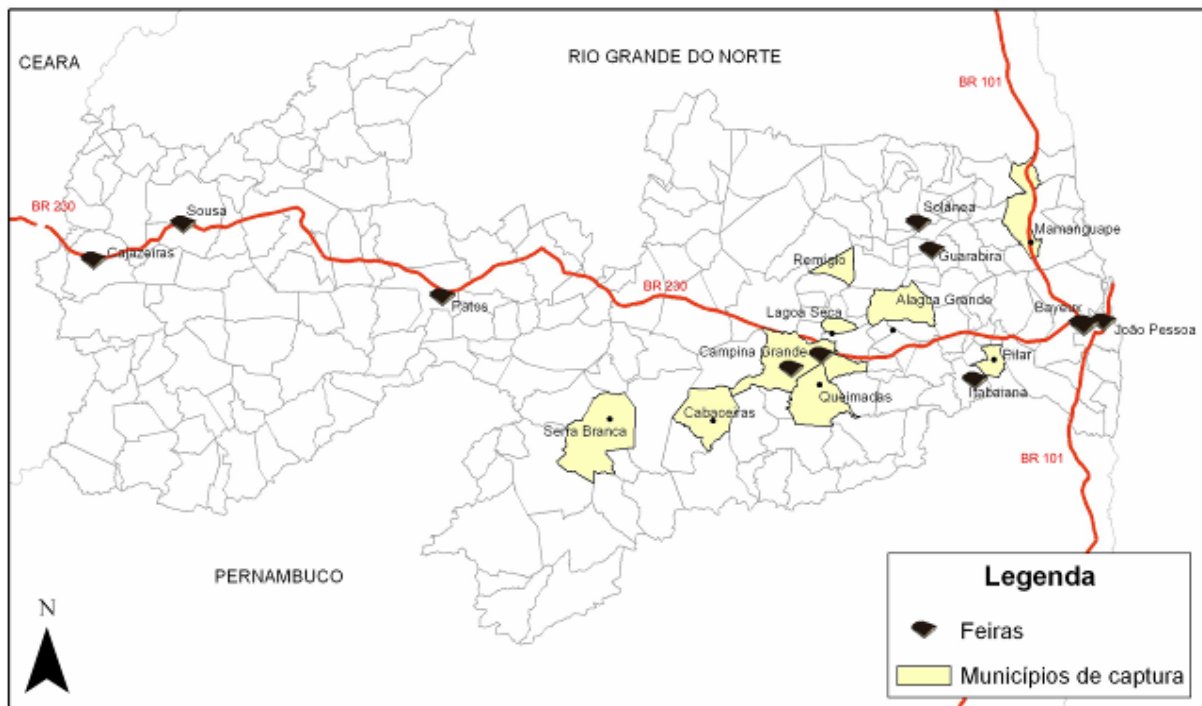 RIO GRANDE DO NORTE
CEARA
BR 101
BR 230
Sousa
Solânea
Cajazeiras
Mamanguape
Guarabira
Remígio
BR 230
Patos
Alagoa Grande
Lagoa Seca
Bayeux
João Pessoa
Campina Grande
Pilar
Itabaiana
Queimadas
Cabaceiras
Serra Branca
BR 101
PERNAMBUCO
Legenda
N
Feiras
Municípios de captura